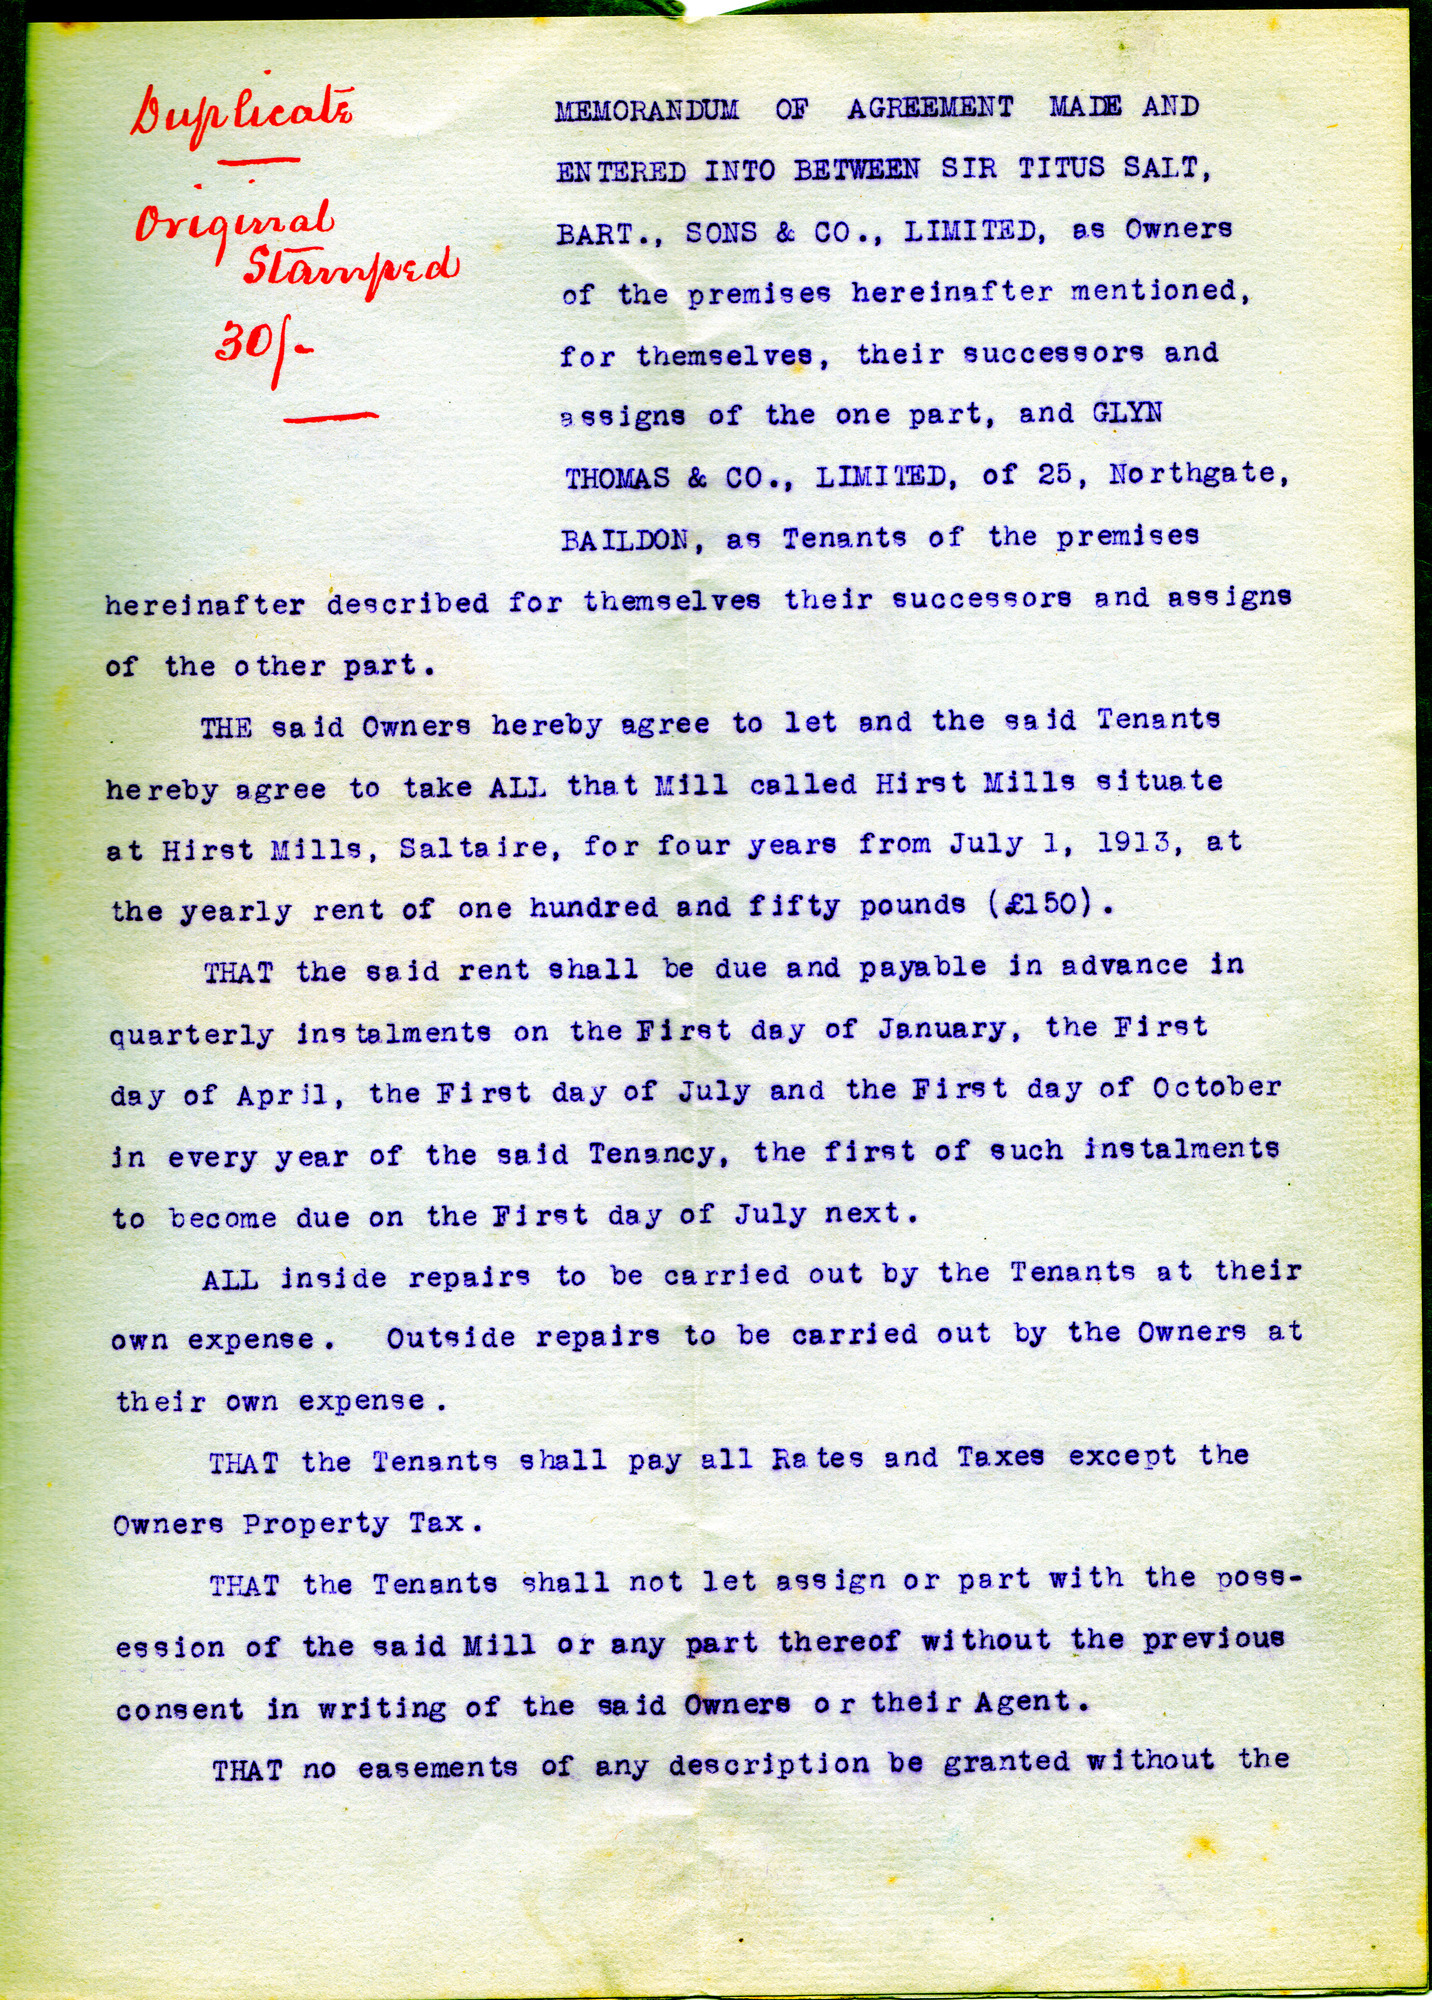 Duplicate
Original
Stamped
30/-
MEMORANDUM OF AGREEMENT MADE AND
ENTERED INTO BETWEEN SIR TITUS SALT,
BART., SONS & CO., LIMITED, as Owners
of the premises hereinafter mentioned,
for themselves, their successors and
assigns of the one part, and GLYN
THOMAS & CO., LIMITED, of 25, Northgate,
BAILDON, as Tenants of the premises
hereinafter described for themselves their successors and assigns
of the other part.
THE said Owners hereby agree to let and the said Tenants
hereby agree to take ALL that Mill called Hirst Mills situate
at Hirst Mills, Saltaire, for four years from July 1, 1913, at
the yearly rent of one hundred and fifty pounds (£150).
THAT the said rent shall be due and payable in advance in
quarterly instalments on the First day of January, the First
day of April, the First day of July and the First day of October
in every year of the said Tenancy, the first of such instalments
to become due on the First day of July next.
ALL inside repairs to be carried out by the Tenants at their
own expense. Outside repairs to be carried out by the Owners at
their own expense.
THAT the Tenants shall pay all Rates and Taxes except the
Owners Property Tax.
THAT the Tenants shall not let assign or part with the poss-
ession of the said Mill or any part thereof without the previous
consent in writing of the said Owners or their Agent.
THAT no easements of any description be granted without the